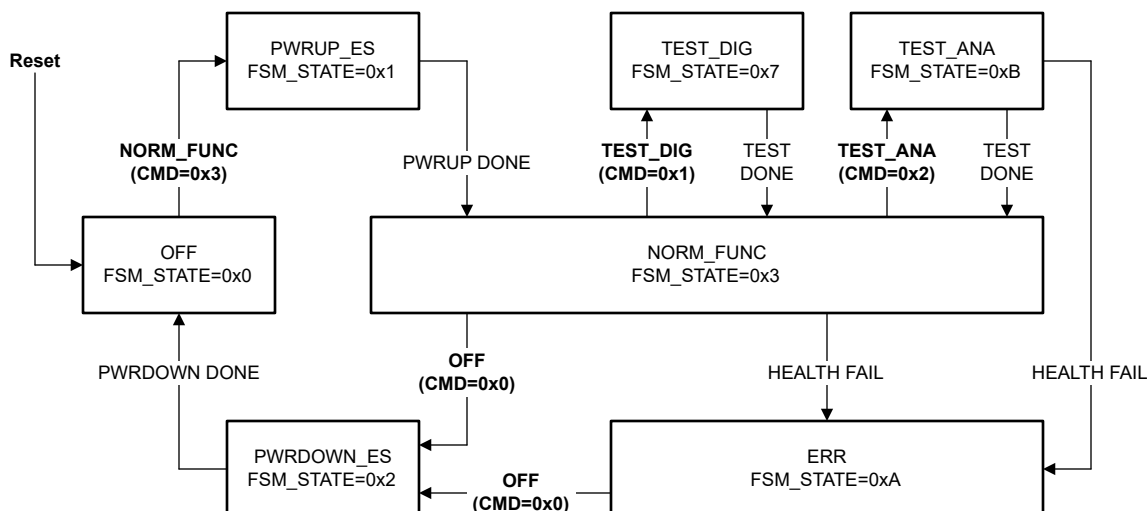 Reset
PWRUP_ES
FSM_STATE=0x1
TEST_DIG
FSM_STATE=0x7
TEST_ANA
FSM_STATE=0xB
NORM_FUNC
(CMD=0x3)
PWRUP DONE
TEST_DIG
(CMD=0x1)
TEST
DONE
TEST_ANA
(CMD=0x2)
TEST
DONE
OFF
FSM_STATE=0x0
NORM_FUNC
FSM_STATE=0x3
PWRDOWN DONE
OFF
(CMD=0x0)
HEALTH FAIL
HEALTH FAIL
PWRDOWN_ES
FSM_STATE=0x2
OFF
(CMD=0x0)
ERR
FSM_STATE=0xA